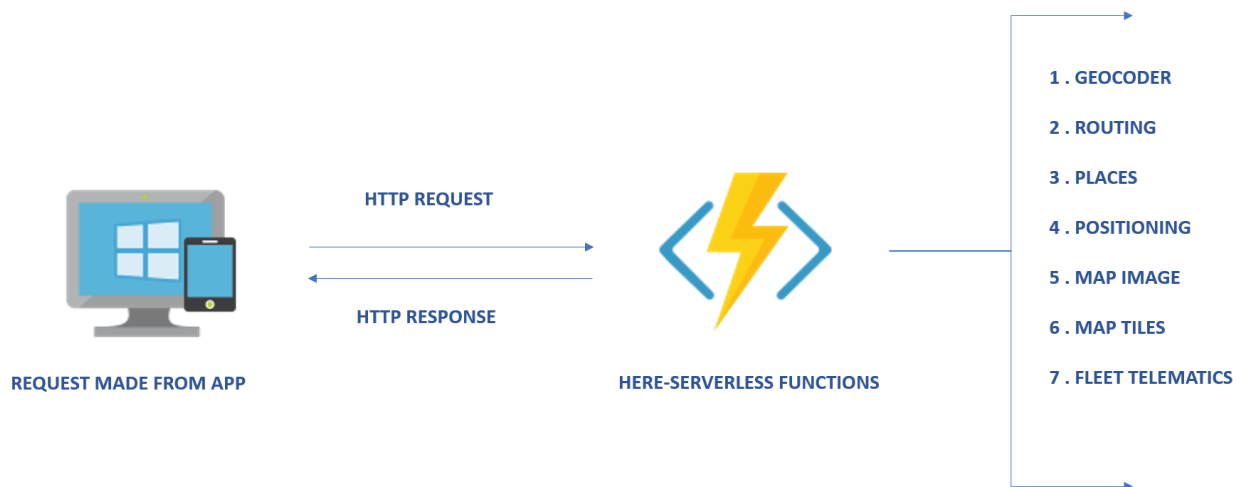 HTTP REQUEST
HTTP RESPONSE
REQUEST MADE FROM APP
HERE-SERVERLESS FUNCTIONS
1 . GEOCODER
2 . ROUTING
3 . PLACES
4 . POSITIONING
5 . MAP IMAGE
6 . MAP TILES
7 . FLEET TELEMATICS